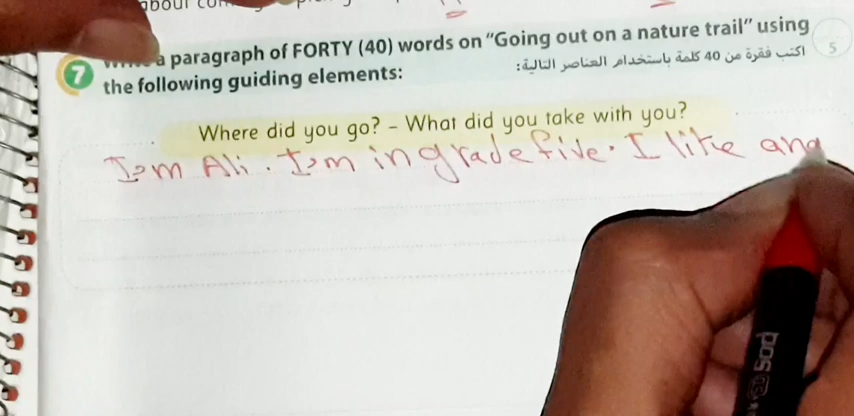 a paragraph of FORTY (40) words on "Going out on a nature trail" using
اكتب فقرة من 40 كلمة باستخدام العناصر التالية:
5
7
the following guiding elements:
Where did you go? - What did you take with you?
I'm Ali. I'm in grade five. I like and